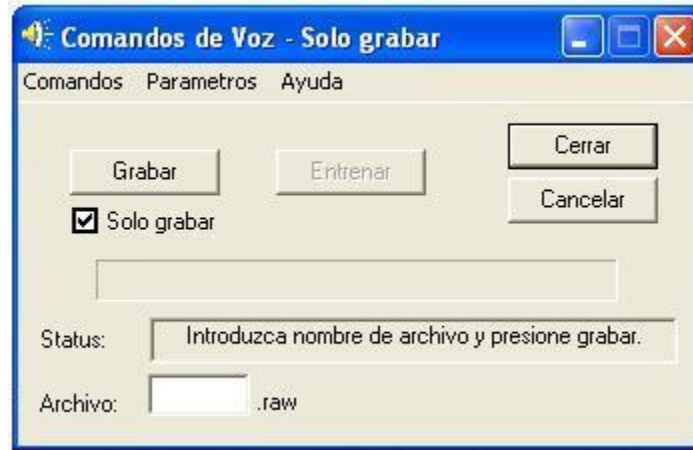 Comandos de Voz - Solo grabar
Comandos Parametros Ayuda
Cerrar
Grabar Entrenar
Cancelar
Solo grabar
Status: Introduzca nombre de archivo y presione grabar.
Archivo: .raw